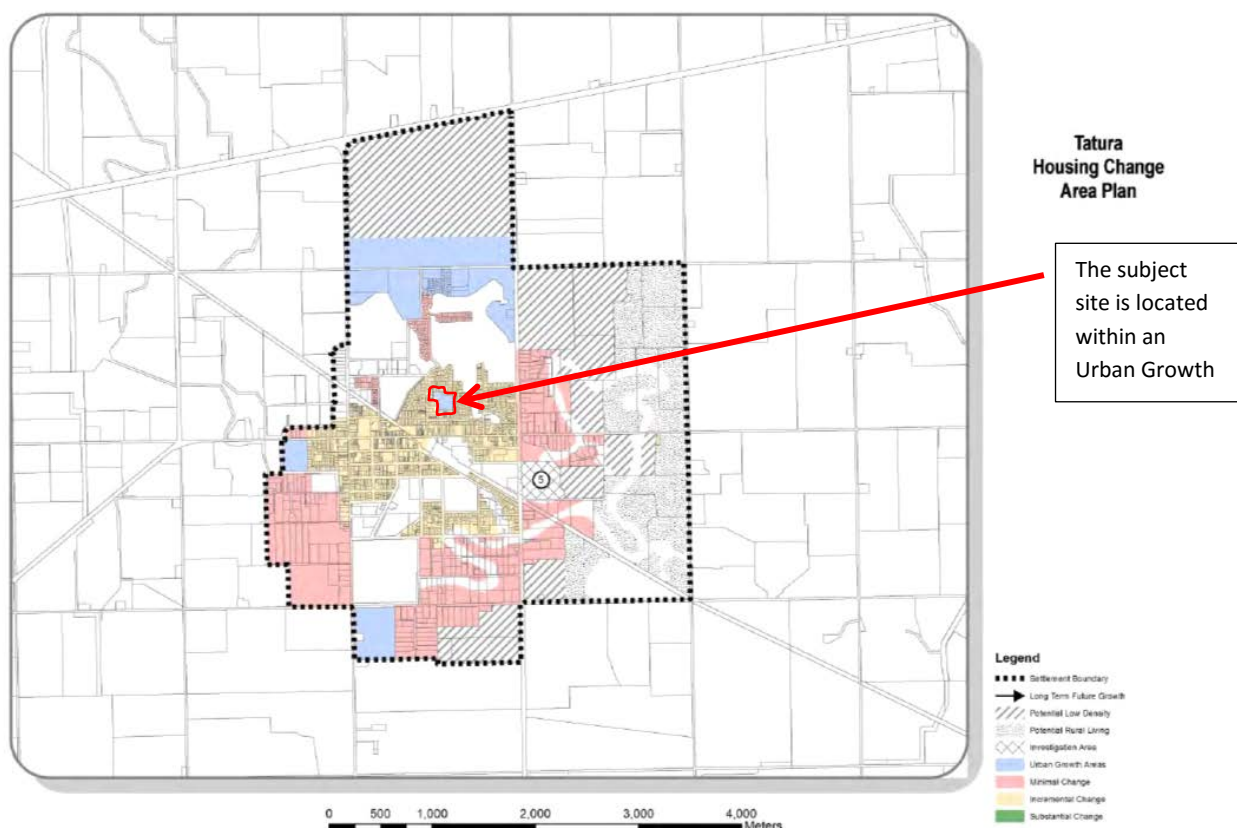 Tatura
Housing Change
Area Plan
The subject
site is located
within an
Urban Growth
5
Legend
Settlement Boundary
Long Term Future Growth
Potential Low Density
Potential Rural Living
Investigation Area
Urban Growth Areas
Minimal Change
Incremental Change
Substantial Change
0 500 1,000 2,000 3,000 4,000
Meters